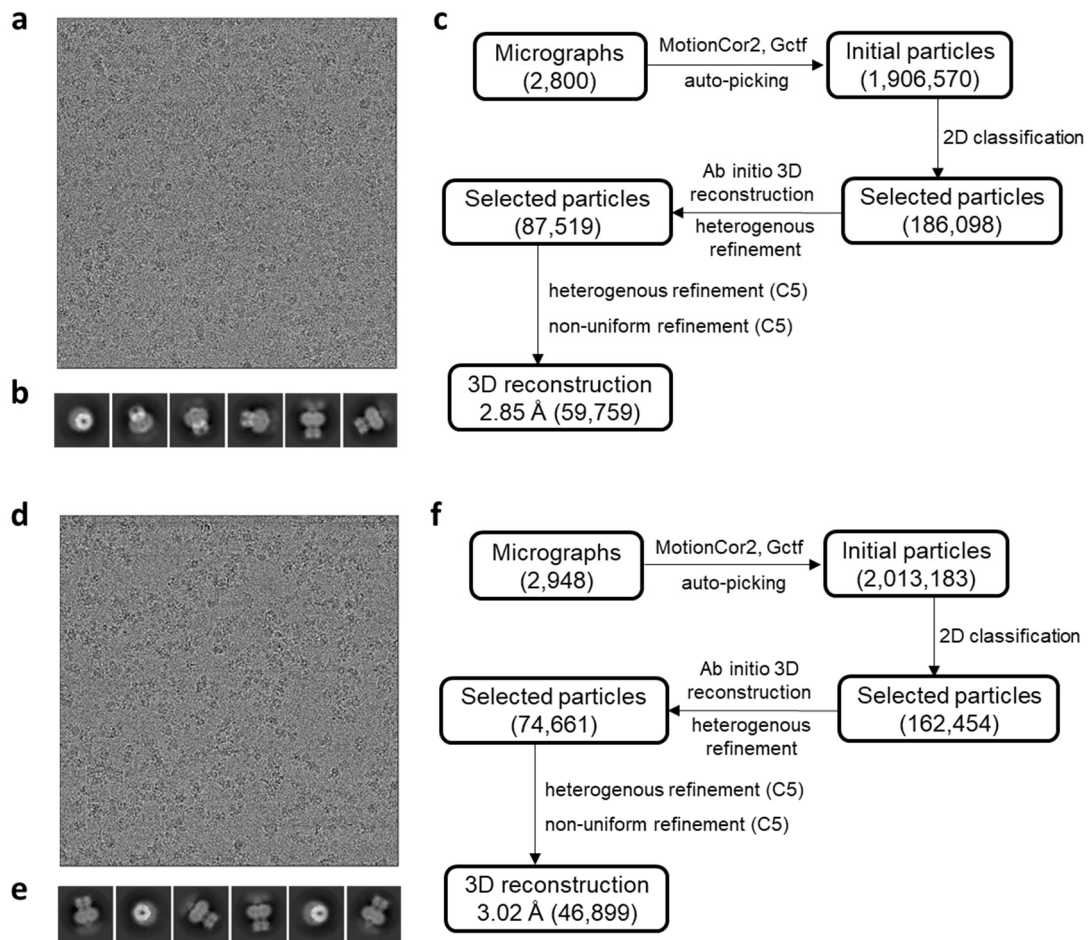 a
c
Micrographs
(2,800)
MotionCor2, Gctf
auto-picking
Initial particles
(1,906,570)
2D classification
Selected particles
(186,098)
Ab initio 3D
reconstruction
heterogenous
refinement
Selected particles
(87,519)
heterogenous refinement (C5)
non-uniform refinement (C5)
3D reconstruction
2.85 Å (59,759)
b
d
f
Micrographs
(2,948)
MotionCor2, Gctf
auto-picking
Initial particles
(2,013,183)
2D classification
Selected particles
(162,454)
Ab initio 3D
reconstruction
heterogenous
refinement
Selected particles
(74,661)
heterogenous refinement (C5)
non-uniform refinement (C5)
3D reconstruction
3.02 Å (46,899)
e